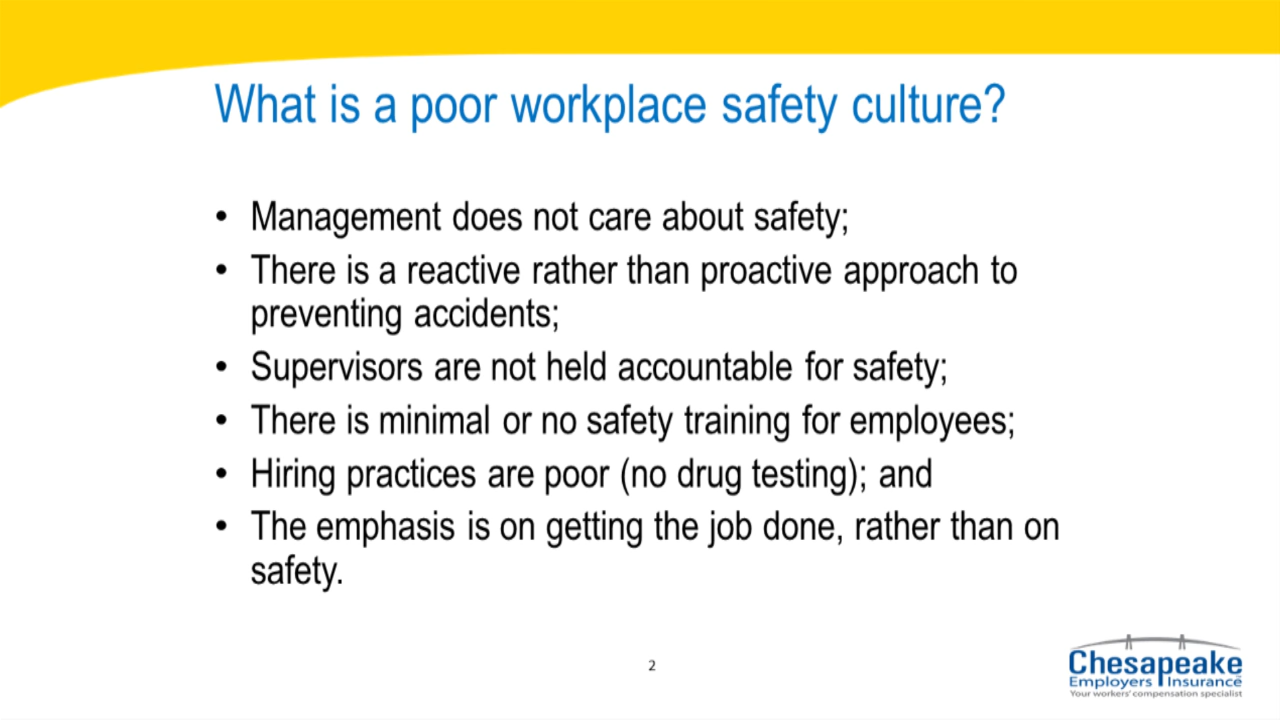 What is a poor workplace safety culture?
• Management does not care about safety;
• There is a reactive rather than proactive approach to
preventing accidents;
• Supervisors are not held accountable for safety;
• There is minimal or no safety training for employees;
• Hiring practices are poor (no drug testing); and
• The emphasis is on getting the job done, rather than on
safety.
2
Chesapeake
Employers Insurance
Your workers' compensation specialist